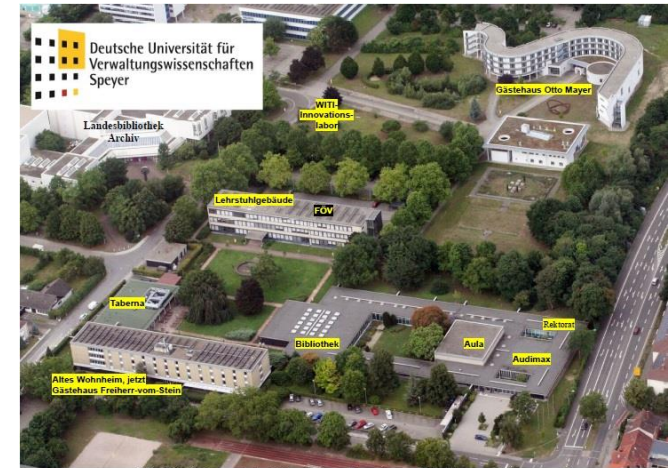 Deutsche Universität für
Verwaltungswissenschaften
Speyer
Gästehaus Otto Mayer
WITI-
Innovations-
labor
Landesbibliothek
Archiv
Lehrstuhlgebäude
FÖV
Taberna
Rektorat
Bibliothek
Aula
Audimax
Altes Wohnheim, jetzt
Gästehaus Freiherr-vom-Stein